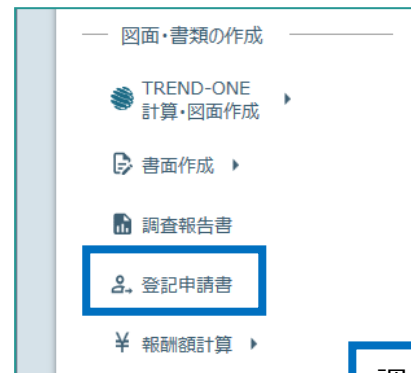 図面・書類の作成
TREND-ONE
計算・図面作成
書面作成
調査報告書
登記申請書
¥ 報酬額計算